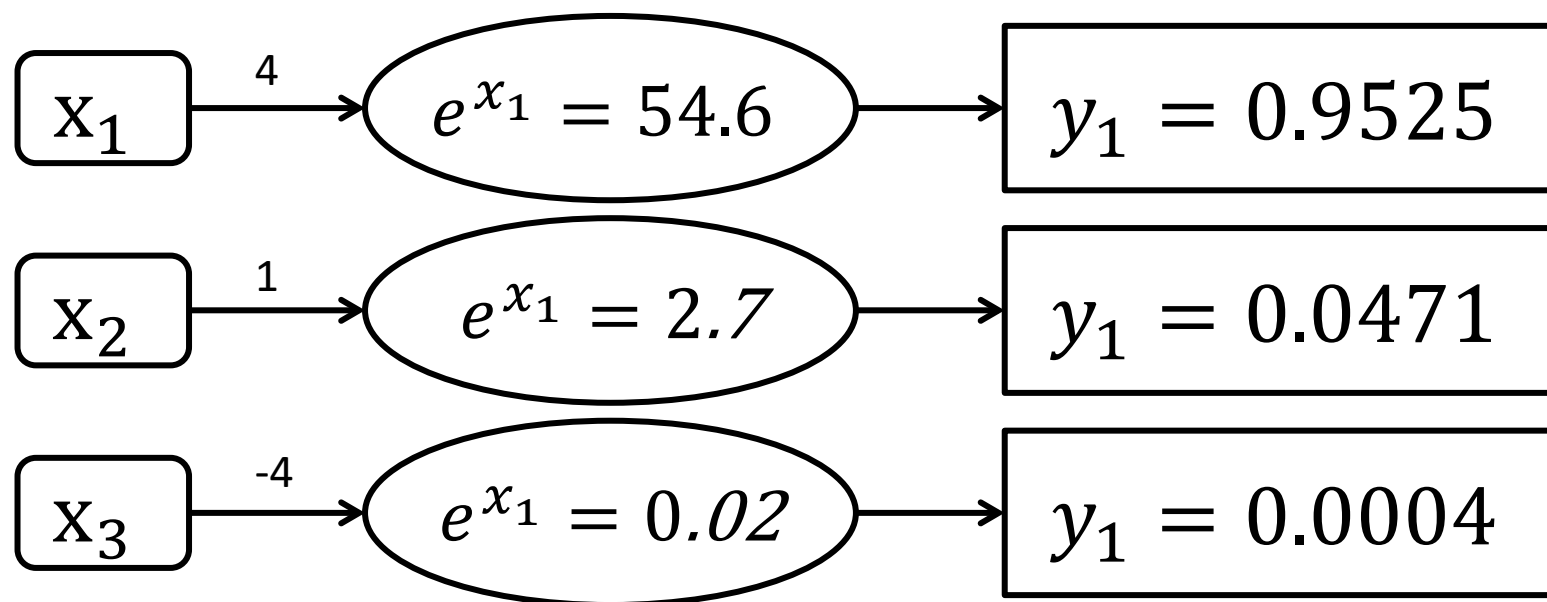 x₁ 4 e^{x₁} = 54.6 y₁ = 0.9525
x₂ 1 e^{x₁} = 2.7 y₁ = 0.0471
x₃ -4 e^{x₁} = 0.02 y₁ = 0.0004